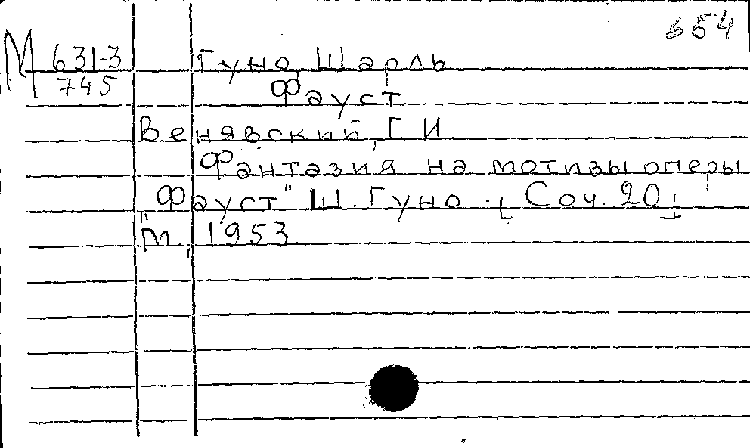 654
М 631-3 Гуно, Шарль
745 Фауст
Венявский, Г И
Фантазия на мотивы оперы
"Фауст" Ш. Гуно. [Соч. 20]
М., 1953